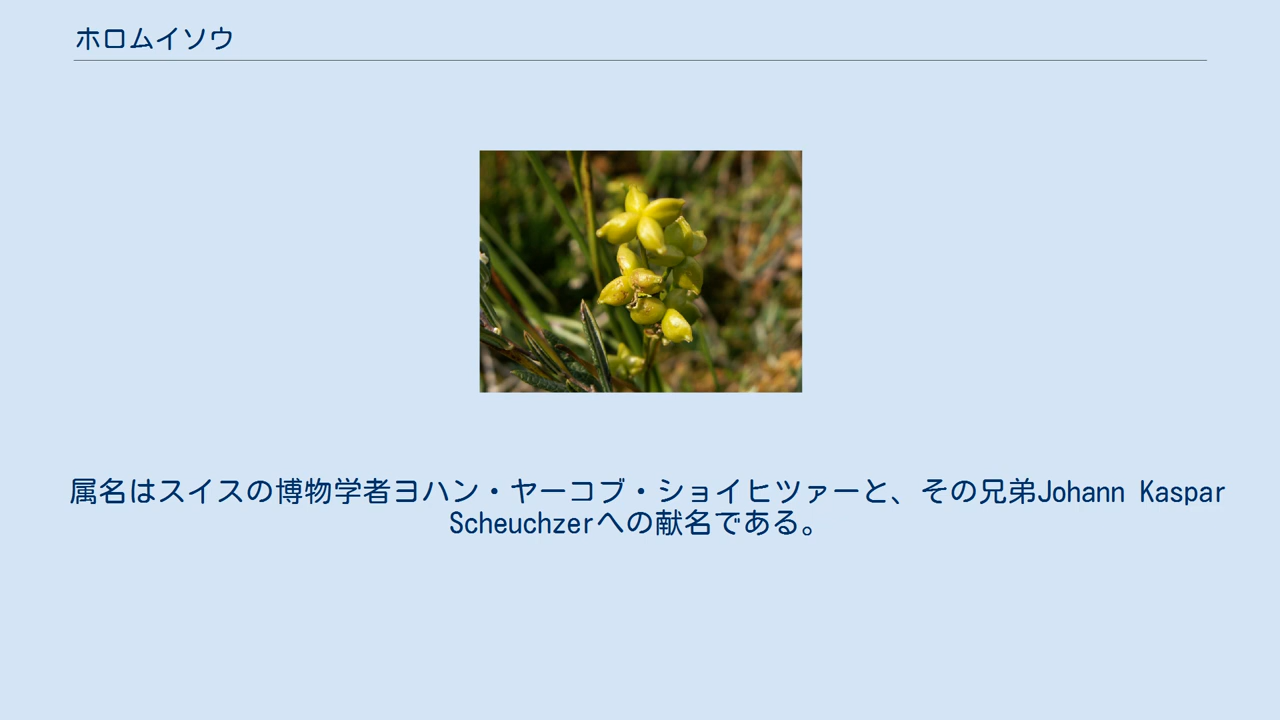 ホロムイソウ
属名はスイスの博物学者ヨハン・ヤーコブ・ショイヒツァーと、その兄弟Johann Kaspar
Scheuchzerへの献名である。